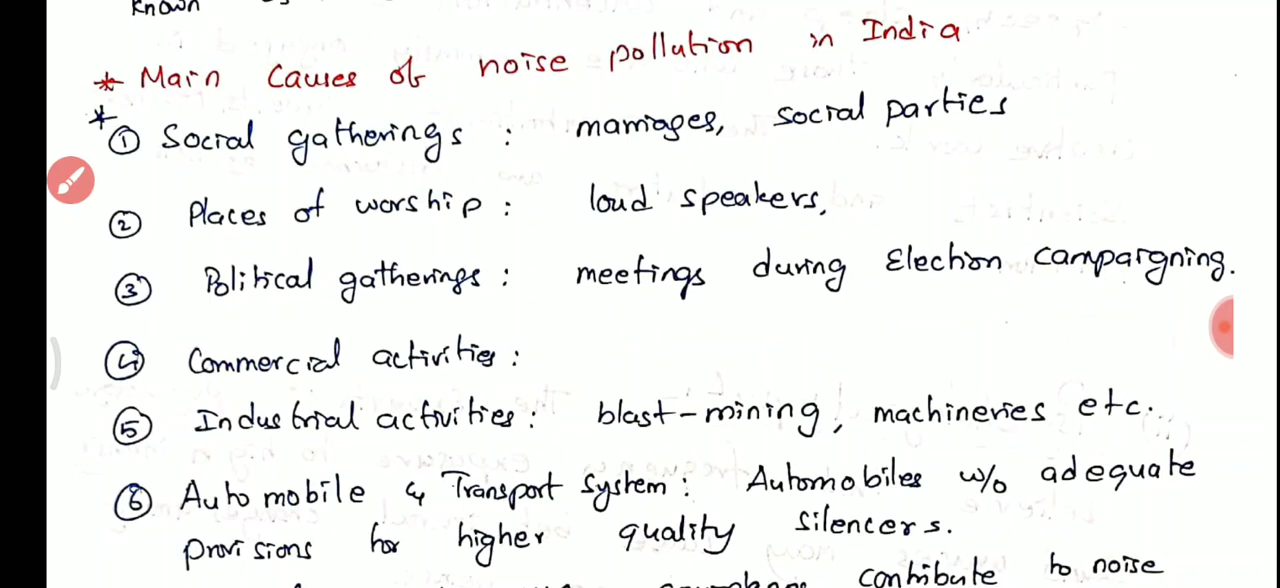 known
* Main Causes of noise pollution in India
* ① Social gatherings : marriages, social parties
② Places of worship : loud speakers,
③ Political gatherings : meetings during Election campaigning.
④ Commercial activities :
⑤ Industrial activities : blast-mining, machineries etc.
⑥ Automobile & Transport System : Automobiles w/o adequate
provisions for higher quality silencers.
contribute to noise